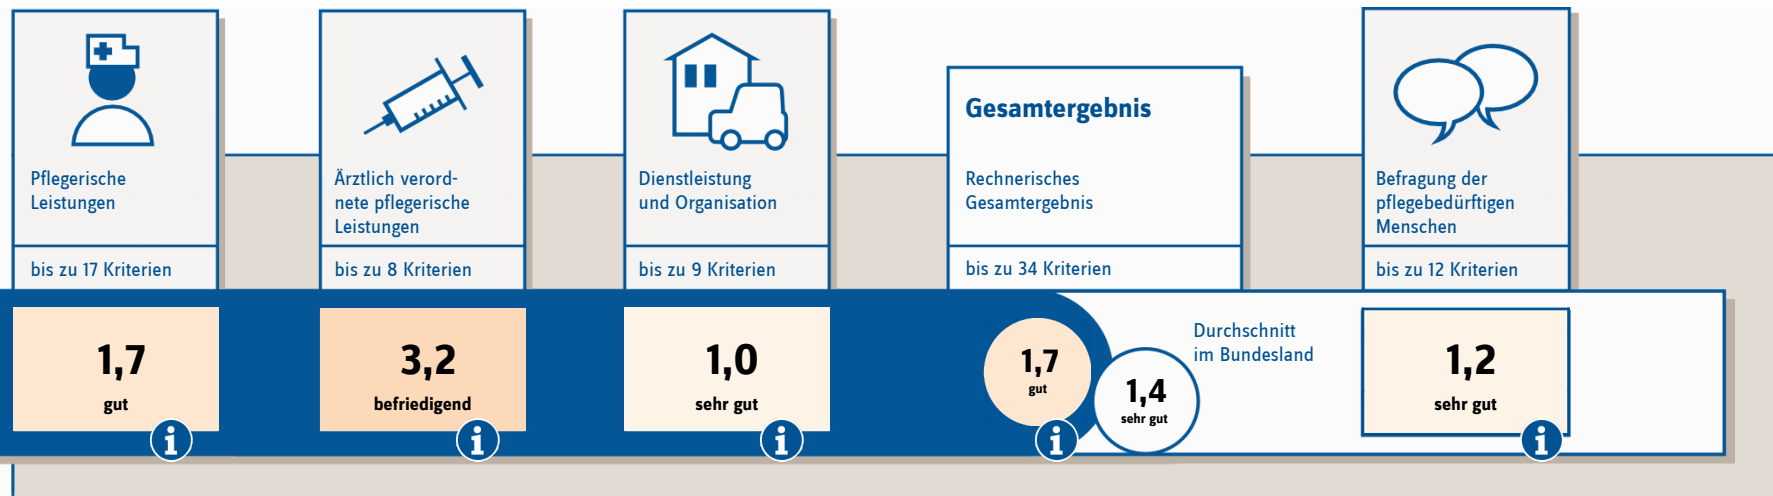 Pflegerische
Leistungen
bis zu 17 Kriterien
1,7
gut
i
Ärztlich verord-
nete pflegerische
Leistungen
bis zu 8 Kriterien
3,2
befriedigend
i
Dienstleistung
und Organisation
bis zu 9 Kriterien
1,0
sehr gut
i
Gesamtergebnis
Rechnerisches
Gesamtergebnis
bis zu 34 Kriterien
1,7
gut
i
1,4
sehr gut
Durchschnitt
im Bundesland
Befragung der
pflegebedürftigen
Menschen
bis zu 12 Kriterien
1,2
sehr gut
i